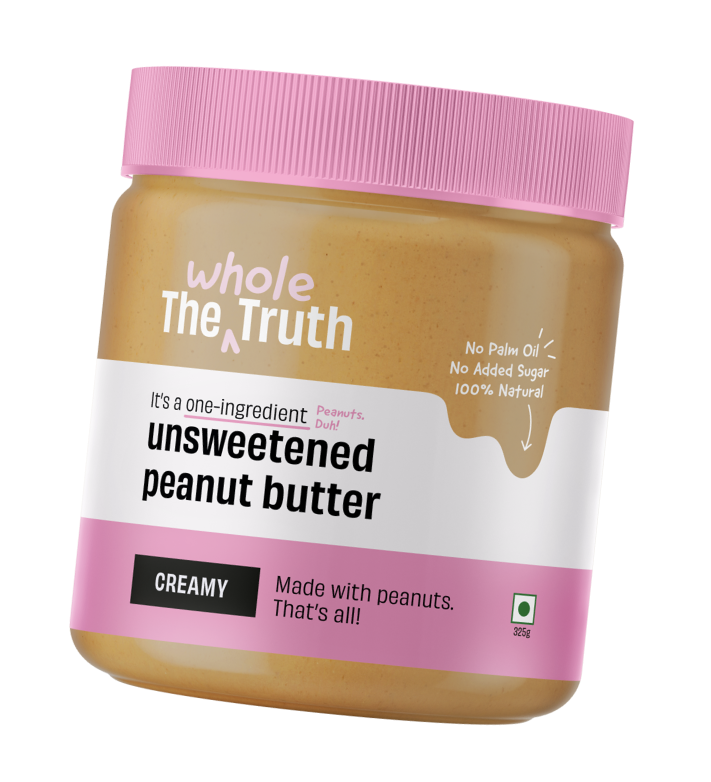 whole
The ^ Truth
No Palm Oil
No Added Sugar
100% Natural
It's a one-ingredient
Peanuts,
Duh!
unsweetened
peanut butter
CREAMY
Made with peanuts.
That's all!
325g